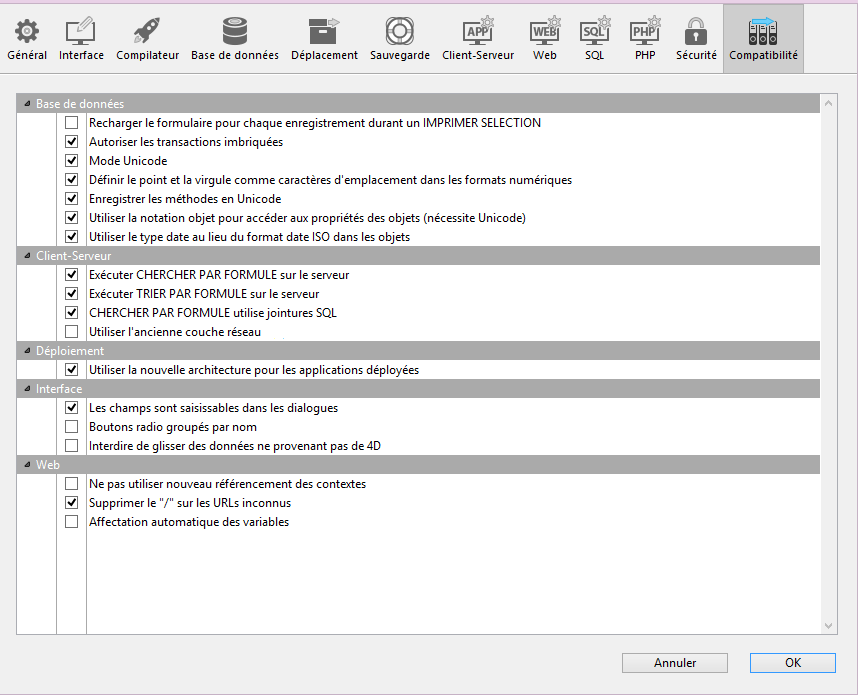 APP WEB SQL PHP
Général Interface Compilateur Base de données Déplacement Sauvegarde Client-Serveur Web SQL PHP Sécurité Compatibilité
Base de données
Recharger le formulaire pour chaque enregistrement durant un IMPRIMER SELECTION
Autoriser les transactions imbriquées
Mode Unicode
Définir le point et la virgule comme caractères d'emplacement dans les formats numériques
Enregistrer les méthodes en Unicode
Utiliser la notation objet pour accéder aux propriétés des objets (nécessite Unicode)
Utiliser le type date au lieu du format date ISO dans les objets
Client-Serveur
Exécuter CHERCHER PAR FORMULE sur le serveur
Exécuter TRIER PAR FORMULE sur le serveur
CHERCHER PAR FORMULE utilise jointures SQL
Utiliser l'ancienne couche réseau
Déploiement
Utiliser la nouvelle architecture pour les applications déployées
Interface
Les champs sont saisissables dans les dialogues
Boutons radio groupés par nom
Interdire de glisser des données ne provenant pas de 4D
Web
Ne pas utiliser nouveau référencement des contextes
Supprimer le "/" sur les URLs inconnus
Affectation automatique des variables
Annuler OK